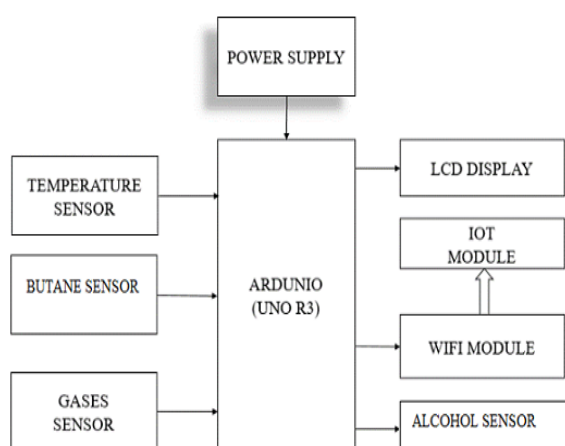 POWER SUPPLY
TEMPERATURE
SENSOR
BUTANE SENSOR
GASES
SENSOR
ARDUNIO
(UNO R3)
LCD DISPLAY
IOT
MODULE
WIFI MODULE
ALCOHOL SENSOR